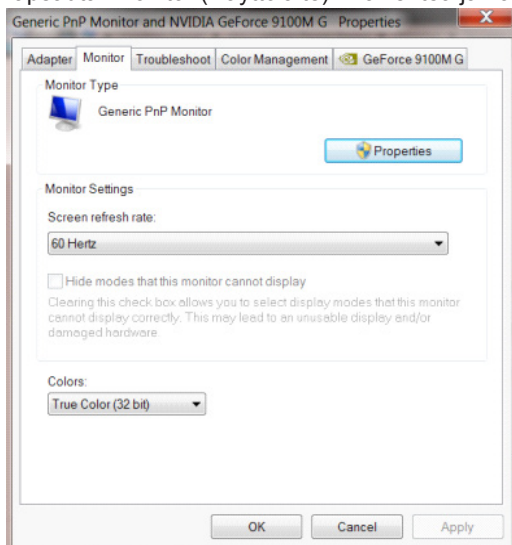 Generic PnP Monitor and NVIDIA GeForce 9100M G Properties
X
Adapter Monitor Troubleshoot Color Management GeForce 9100M G
Monitor Type
Generic PnP Monitor
Properties
Monitor Settings
Screen refresh rate:
60 Hertz
Hide modes that this monitor cannot display
Clearing this check box allows you to select display modes that this monitor
cannot display correctly. This may lead to an unusable display and/or
damaged hardware.
Colors:
True Color (32 bit)
OK Cancel Apply